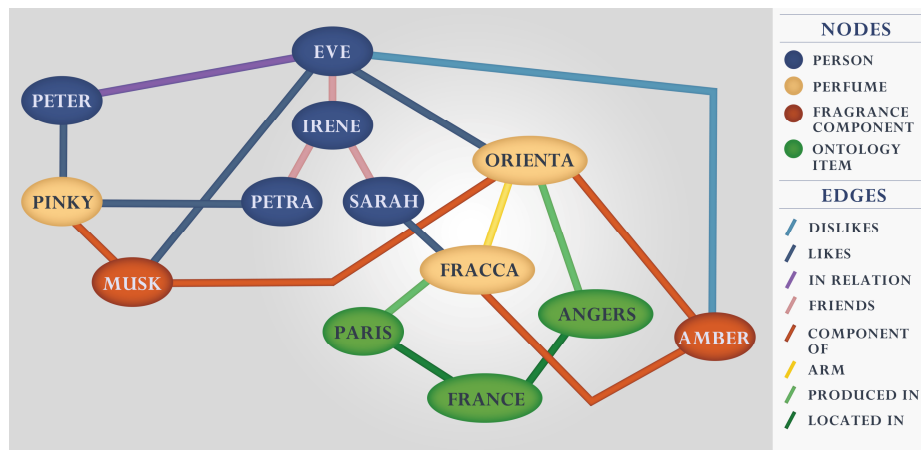 EVE
PETER
IRENE
ORIENTA
PINKY
PETRA
SARAH
FRACCA
MUSK
ANGERS
PARIS
AMBER
FRANCE
NODES
PERSON
PERFUME
FRAGRANCE
COMPONENT
ONTOLOGY
ITEM
EDGES
DISLIKES
LIKES
IN RELATION
FRIENDS
COMPONENT
OF
ARM
PRODUCED IN
LOCATED IN